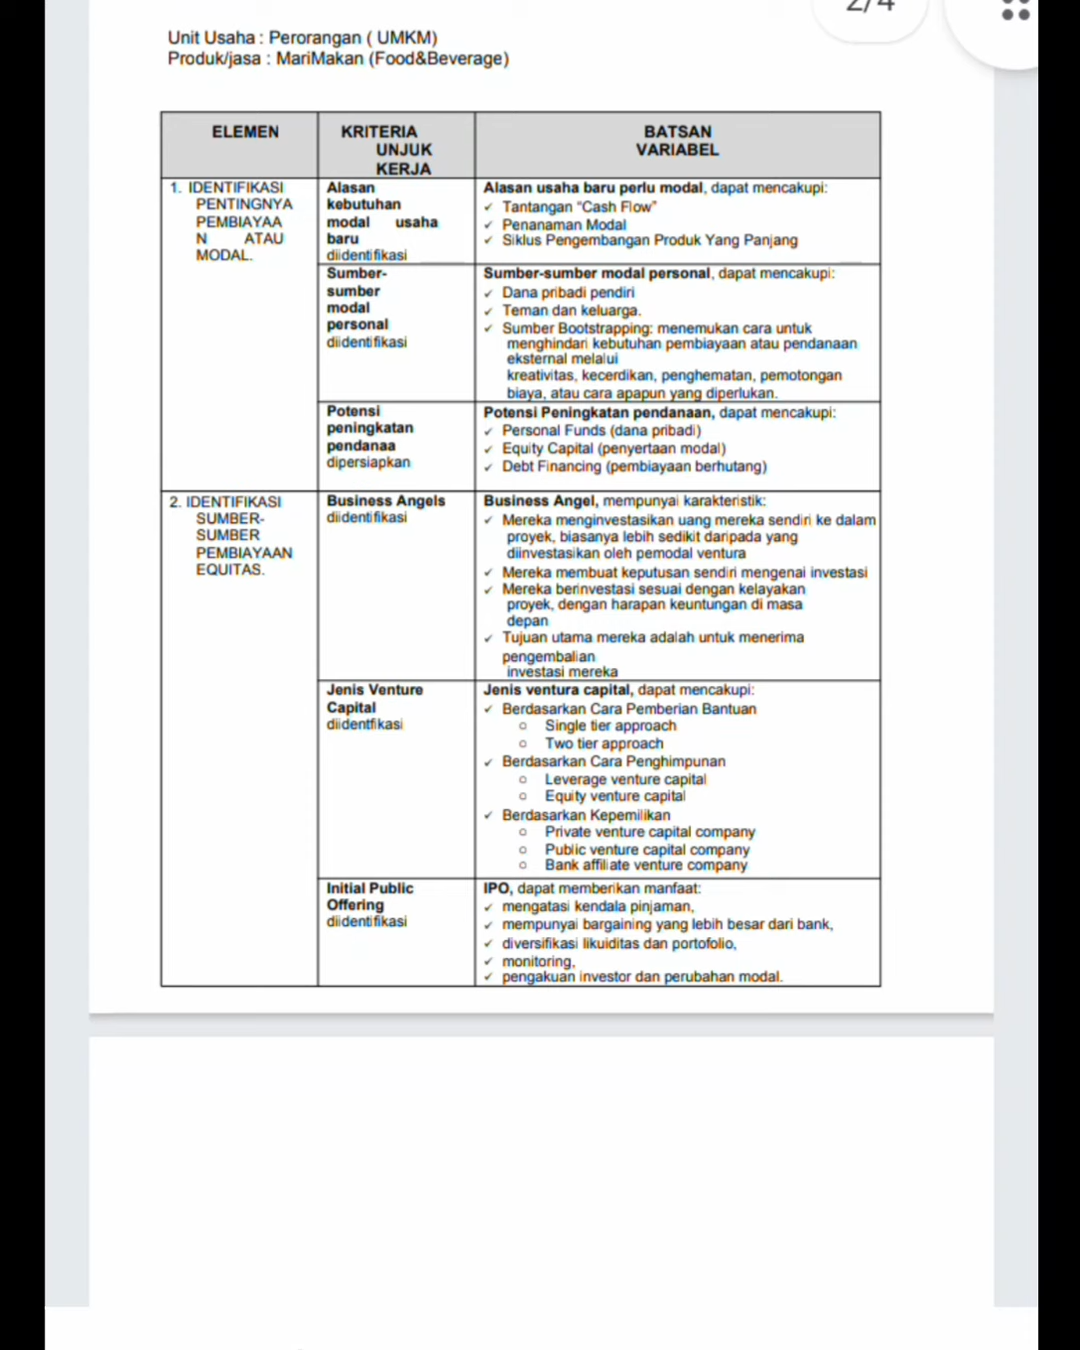 2/4
Unit Usaha : Perorangan ( UMKM)
Produk/jasa : MariMakan (Food&Beverage)
ELEMEN
KRITERIA
UNJUK
KERJA
BATSAN
VARIABEL
1. IDENTIFIKASI
PENTINGNYA
PEMBIAYAA
N ATAU
MODAL.
Alasan
kebutuhan
modal usaha
baru
diidentifikasi
Alasan usaha baru perlu modal, dapat mencakupi:
✓ Tantangan “Cash Flow”
✓ Penanaman Modal
✓ Siklus Pengembangan Produk Yang Panjang
Sumber-
sumber
modal
personal
diidentifikasi
Sumber-sumber modal personal, dapat mencakupi:
✓ Dana pribadi pendiri
✓ Teman dan keluarga.
✓ Sumber Bootstrapping: menemukan cara untuk
menghindari kebutuhan pembiayaan atau pendanaan
eksternal melalui
kreativitas, kecerdikan, penghematan, pemotongan
biaya, atau cara apapun yang diperlukan.
Potensi
peningkatan
pendanaa
dipersiapkan
Potensi Peningkatan pendanaan, dapat mencakupi:
✓ Personal Funds (dana pribadi)
✓ Equity Capital (penyertaan modal)
✓ Debt Financing (pembiayaan berhutang)
2. IDENTIFIKASI
SUMBER-
SUMBER
PEMBIAYAAN
EQUITAS.
Business Angels
diidentifikasi
Business Angel, mempunyai karakteristik:
✓ Mereka menginvestasikan uang mereka sendiri ke dalam
proyek, biasanya lebih sedikit daripada yang
diinvestasikan oleh pemodal ventura
✓ Mereka membuat keputusan sendiri mengenai investasi
✓ Mereka berinvestasi sesuai dengan kelayakan
proyek, dengan harapan keuntungan di masa
depan
✓ Tujuan utama mereka adalah untuk menerima
pengembalian
investasi mereka
Jenis Venture
Capital
diidentfikasi
Jenis ventura capital, dapat mencakupi:
✓ Berdasarkan Cara Pemberian Bantuan
o Single tier approach
o Two tier approach
✓ Berdasarkan Cara Penghimpunan
o Leverage venture capital
o Equity venture capital
✓ Berdasarkan Kepemilikan
o Private venture capital company
o Public venture capital company
o Bank affiliate venture company
Initial Public
Offering
diidentifikasi
IPO, dapat memberikan manfaat:
✓ mengatasi kendala pinjaman,
✓ mempunyai bargaining yang lebih besar dari bank,
✓ diversifikasi likuiditas dan portofolio,
✓ monitoring,
✓ pengakuan investor dan perubahan modal.